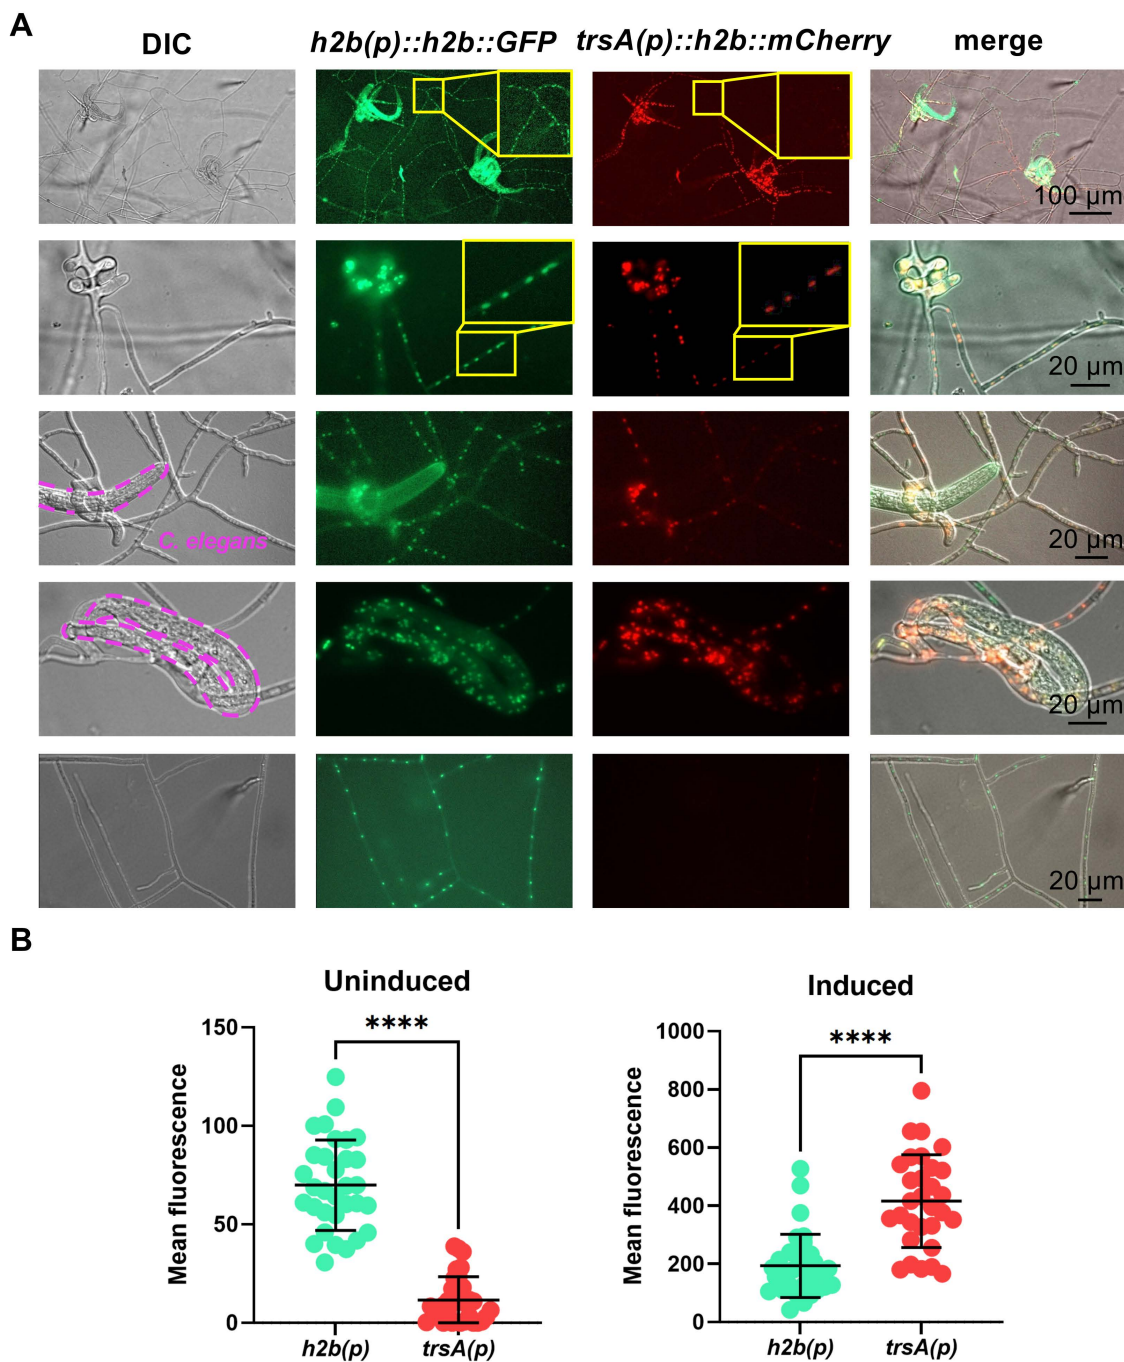 A
DIC
h2b(p)::h2b::GFP
trsA(p)::h2b::mCherry
merge
100 µm
20 µm
C. elegans
20 µm
20 µm
20 µm
B
Uninduced
Induced
****
****
Mean fluorescence
150
100
50
0
h2b(p)
trsA(p)
Mean fluorescence
1000
800
600
400
200
0
h2b(p)
trsA(p)